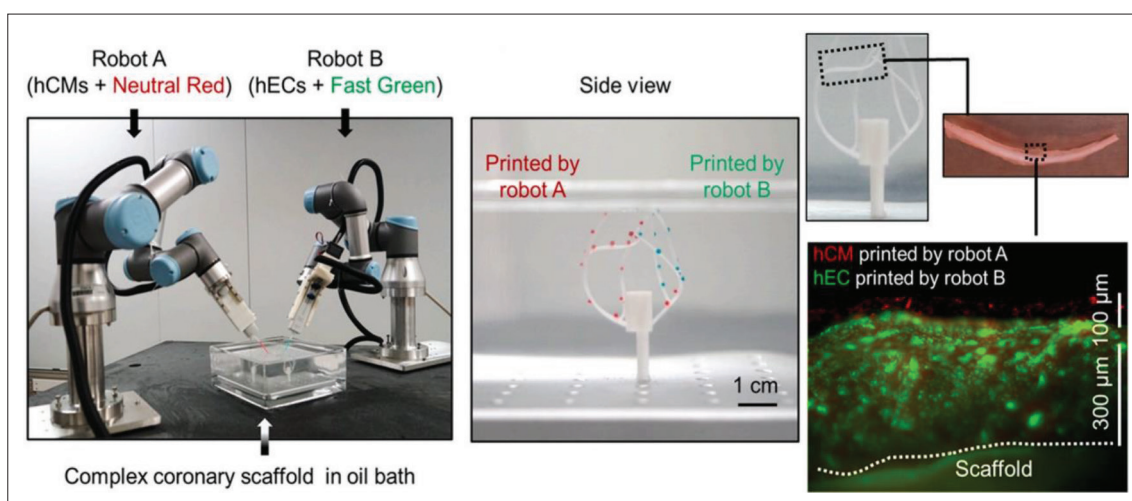 Robot A
(hCMs + Neutral Red)
Robot B
(hECs + Fast Green)
Complex coronary scaffold in oil bath
Side view
Printed by
robot A
Printed by
robot B
1 cm
hCM printed by robot A
hEC printed by robot B
100 μm
300 μm
Scaffold